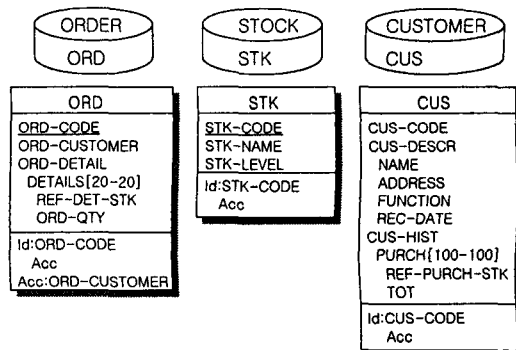 ORDER
ORD
STOCK
STK
CUSTOMER
CUS
ORD
ORD-CODE
ORD-CUSTOMER
ORD-DETAIL
DETAILS[20-20]
REF-DET-STK
ORD-QTY
Id:ORD-CODE
Acc
Acc:ORD-CUSTOMER
STK
STK-CODE
STK-NAME
STK-LEVEL
Id:STK-CODE
Acc
CUS
CUS-CODE
CUS-DESCR
NAME
ADDRESS
FUNCTION
REC-DATE
CUS-HIST
PURCH[100-100]
REF-PURCH-STK
TOT
Id:CUS-CODE
Acc